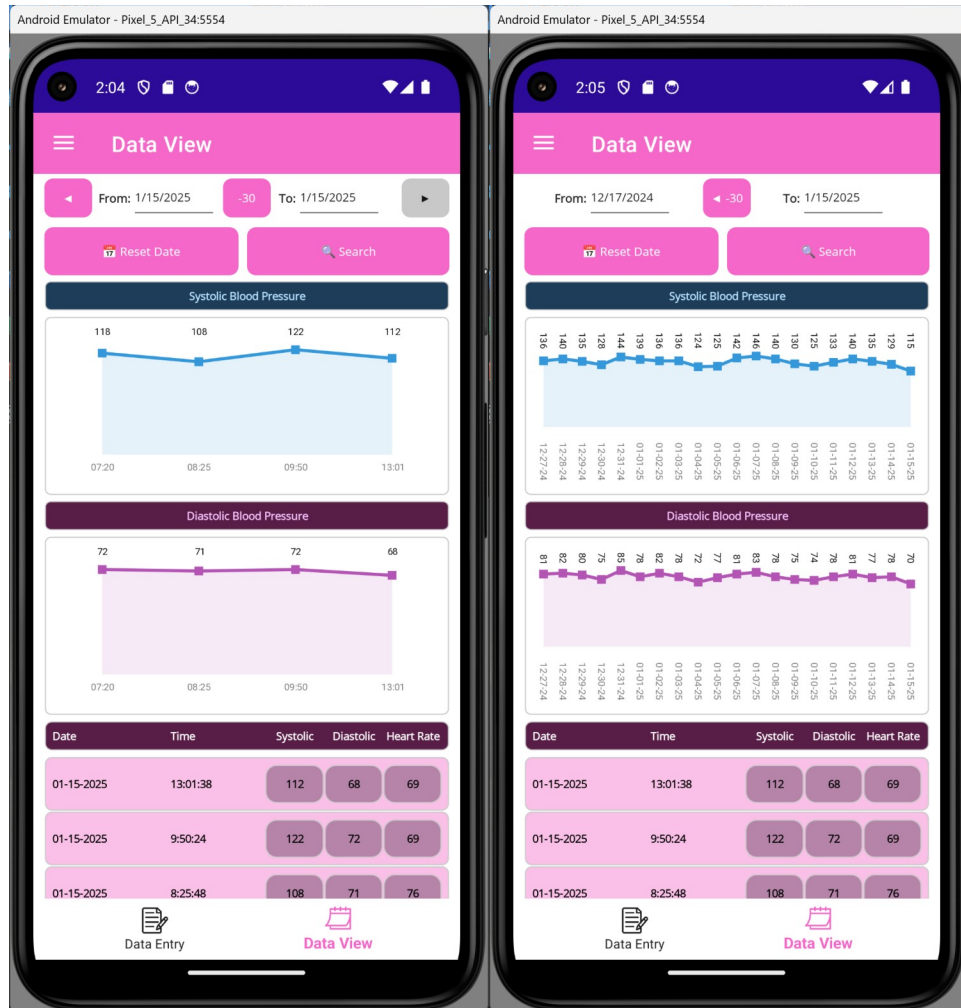 Android Emulator - Pixel_5_API_34:5554
2:04
Data View
From: 1/15/2025 -30 To: 1/15/2025
17 Reset Date Search
Systolic Blood Pressure
118 108 122 112
07:20 08:25 09:50 13:01
Diastolic Blood Pressure
72 71 72 68
07:20 08:25 09:50 13:01
Date Time Systolic Diastolic Heart Rate
01-15-2025 13:01:38 112 68 69
01-15-2025 9:50:24 122 72 69
01-15-2025 8:25:48 108 71 76
Data Entry Data View
Android Emulator - Pixel_5_API_34:5554
2:05
Data View
From: 12/17/2024 ◄ -30 To: 1/15/2025
17 Reset Date Search
Systolic Blood Pressure
136 140 135 128 144 139 136 136 124 125 142 146 140 130 125 133 140 135 129 115
12-27-24 12-28-24 12-29-24 12-30-24 12-31-24 01-01-25 01-02-25 01-03-25 01-04-25 01-05-25 01-06-25 01-07-25 01-08-25 01-09-25 01-10-25 01-11-25 01-12-25 01-13-25 01-14-25 01-15-25
Diastolic Blood Pressure
81 82 80 75 85 78 82 78 72 77 81 83 78 75 74 78 81 77 78 70
12-27-24 12-28-24 12-29-24 12-30-24 12-31-24 01-01-25 01-02-25 01-03-25 01-04-25 01-05-25 01-06-25 01-07-25 01-08-25 01-09-25 01-10-25 01-11-25 01-12-25 01-13-25 01-14-25 01-15-25
Date Time Systolic Diastolic Heart Rate
01-15-2025 13:01:38 112 68 69
01-15-2025 9:50:24 122 72 69
01-15-2025 8:25:48 108 71 76
Data Entry Data View